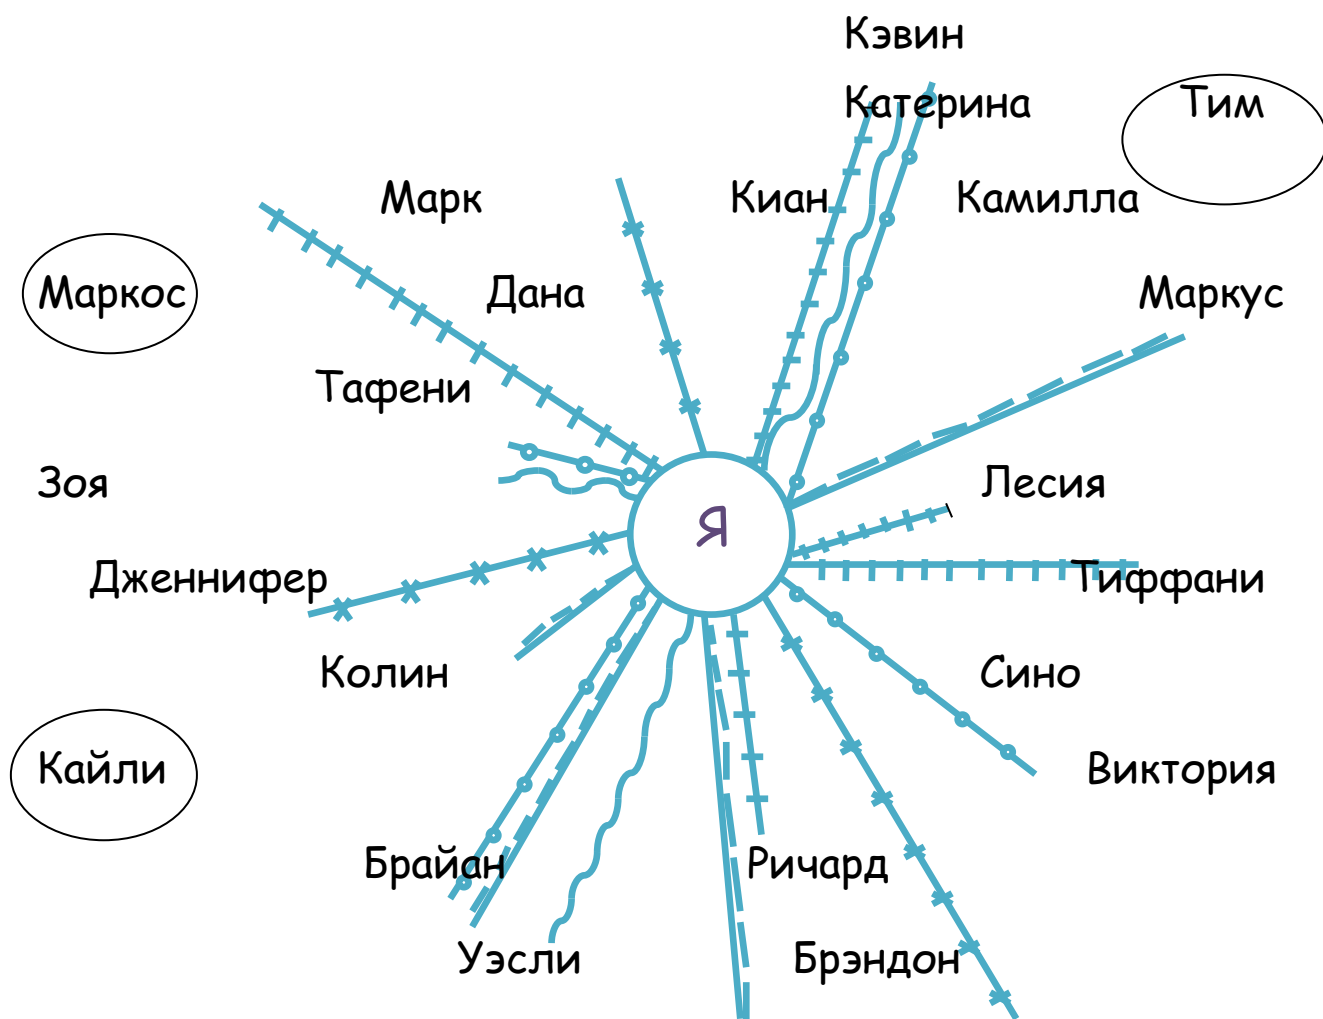 Кэвин
Катерина
Тим
Марк
Киан
Камилла
Маркос
Дана
Маркус
Тафени
Зоя
Лесия
Я
Дженнифер
Тиффани
Колин
Сино
Кайли
Виктория
Брайан
Ричард
Уэсли
Брэндон